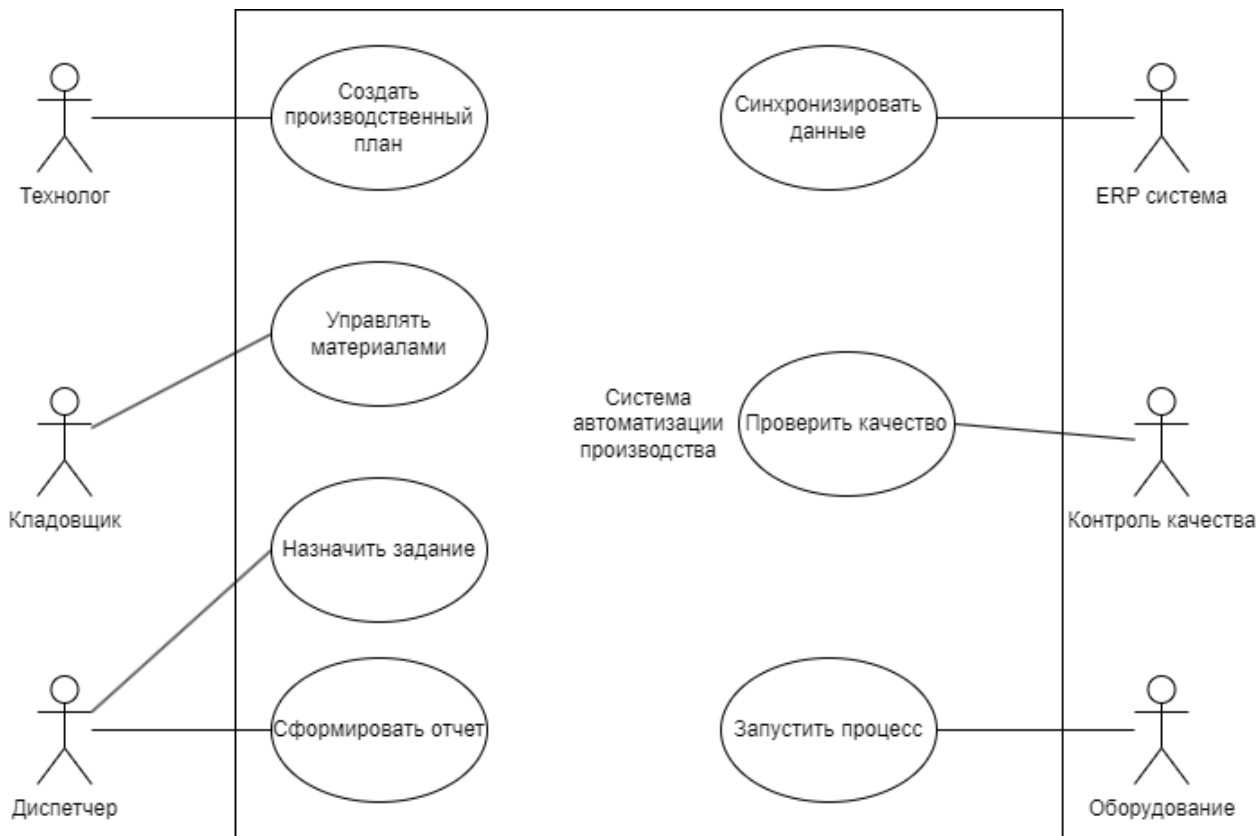 Создать
производственный
план
Синхронизировать
данные
Технолог
ERP система
Управлять
материалами
Система
автоматизации
производства
Проверить качество
Кладовщик
Контроль качества
Назначить задание
Сформировать отчет
Запустить процесс
Диспетчер
Оборудование